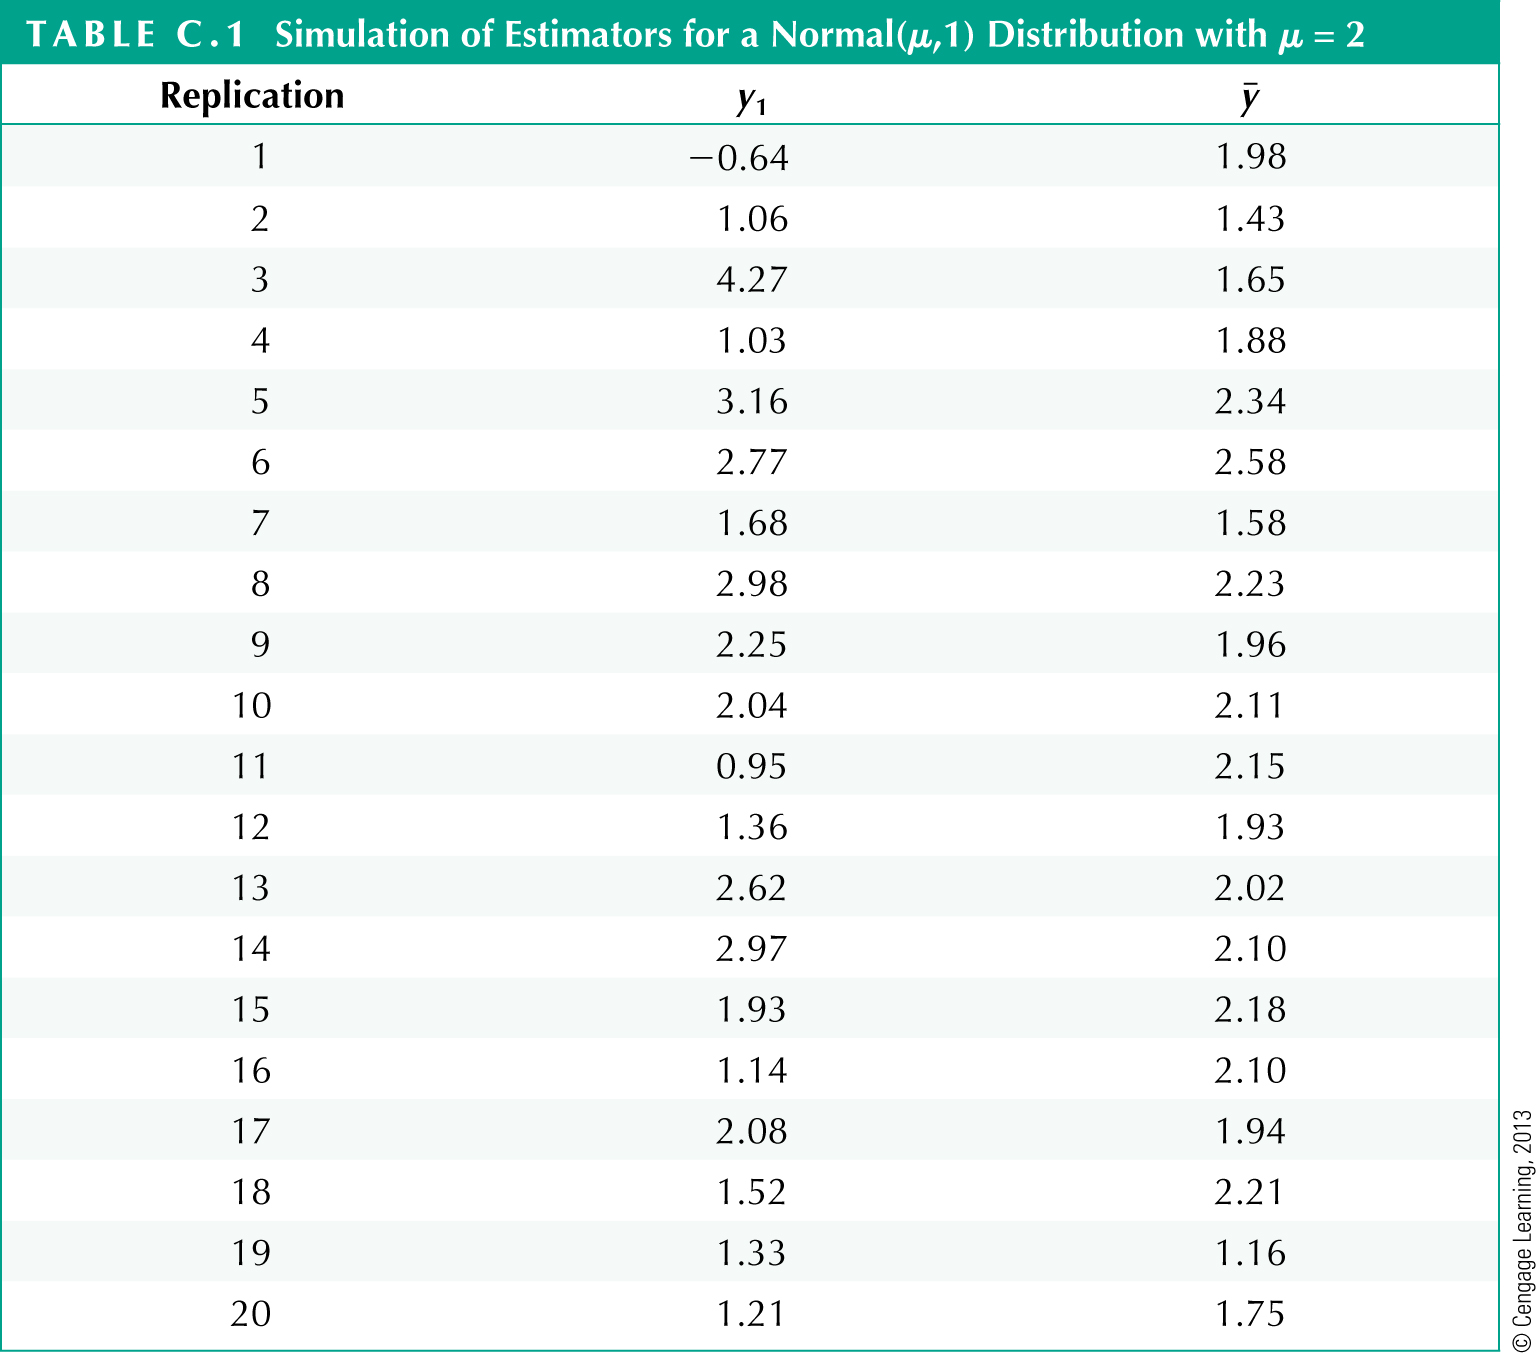 TABLE C.1 Simulation of Estimators for a Normal(μ,1) Distribution with μ = 2
Replication y₁ ȳ
1 −0.64 1.98
2 1.06 1.43
3 4.27 1.65
4 1.03 1.88
5 3.16 2.34
6 2.77 2.58
7 1.68 1.58
8 2.98 2.23
9 2.25 1.96
10 2.04 2.11
11 0.95 2.15
12 1.36 1.93
13 2.62 2.02
14 2.97 2.10
15 1.93 2.18
16 1.14 2.10
17 2.08 1.94
18 1.52 2.21
19 1.33 1.16
20 1.21 1.75
© Cengage Learning, 2013